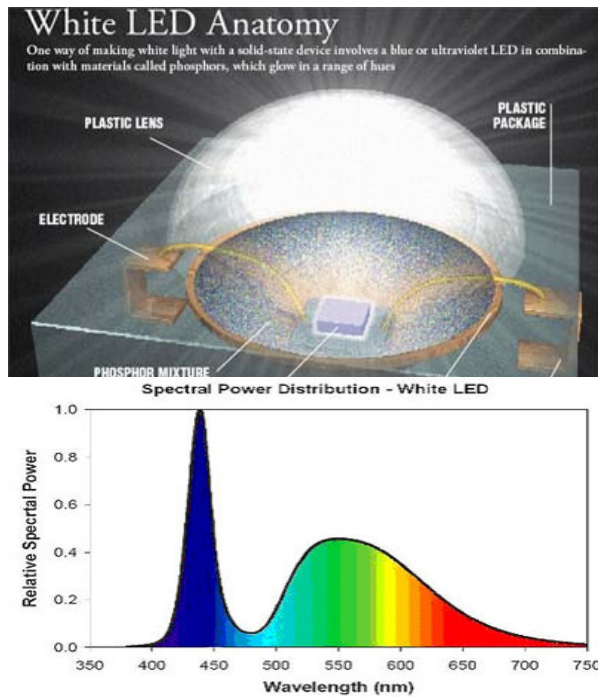 White LED Anatomy
One way of making white light with a solid-state device involves a blue or ultraviolet LED in combina-
tion with materials called phosphors, which glow in a range of hues
PLASTIC LENS
PLASTIC
PACKAGE
ELECTRODE
PHOSPHOR MIXTURE
Spectral Power Distribution - White LED
Relative Specrtal Power
1.0
0.8
0.6
0.4
0.2
0.0
350 400 450 500 550 600 650 700 750
Wavelength (nm)